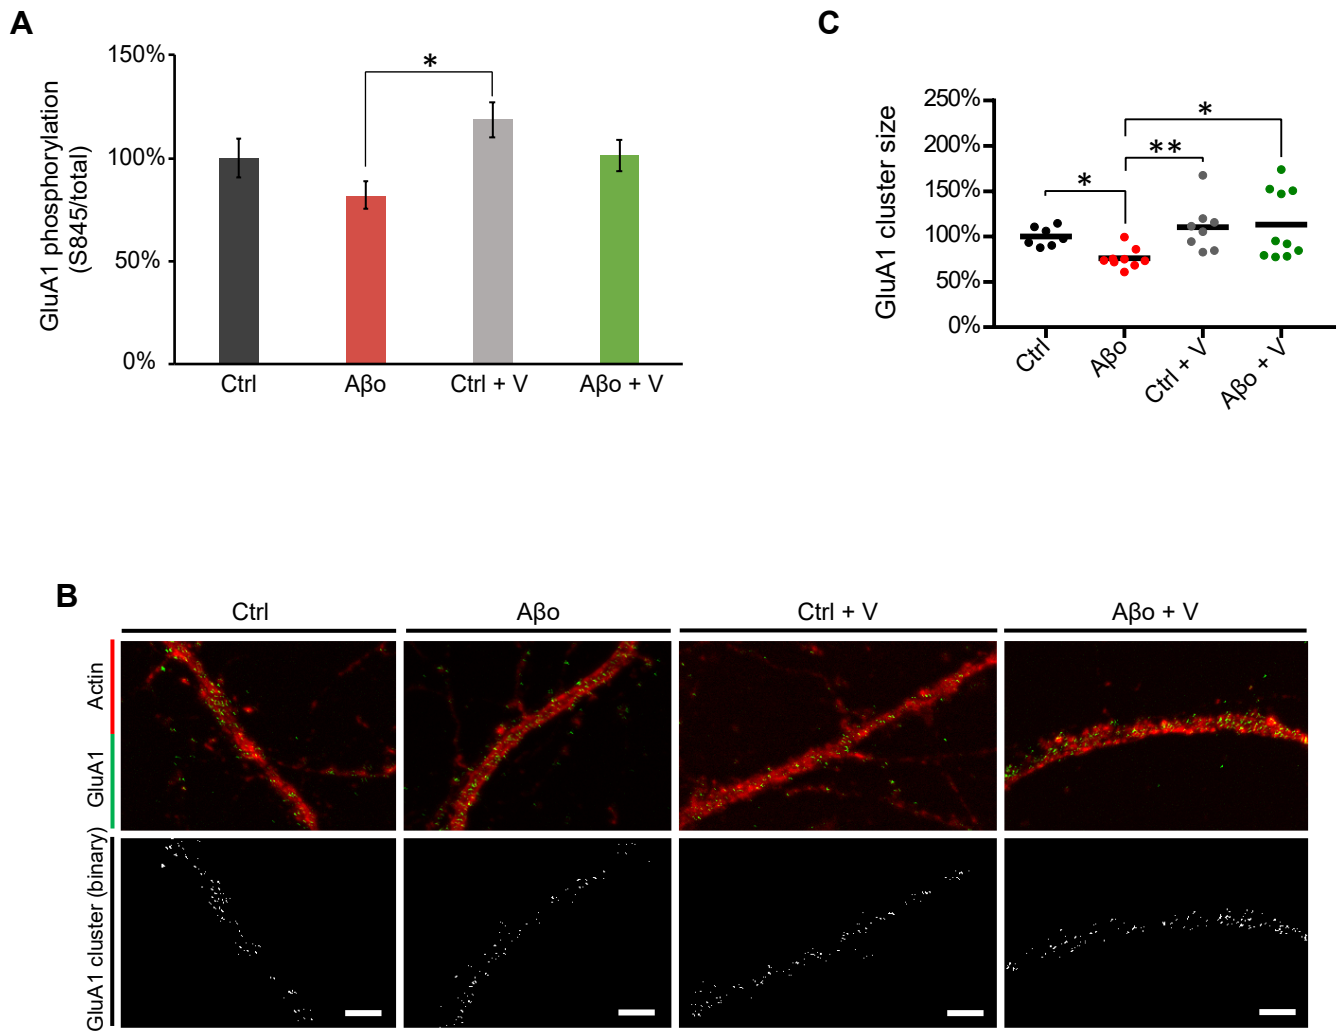 A
150%
100%
50%
0%
GluA1 phosphorylation
(S845/total)
*
Ctrl
Aβo
Ctrl + V
Aβo + V
C
250%
200%
150%
100%
50%
0%
GluA1 cluster size
*
**
*
Ctrl
Aβo
Ctrl + V
Aβo + V
B
Ctrl
Aβo
Ctrl + V
Aβo + V
Actin
GluA1
GluA1 cluster (binary)